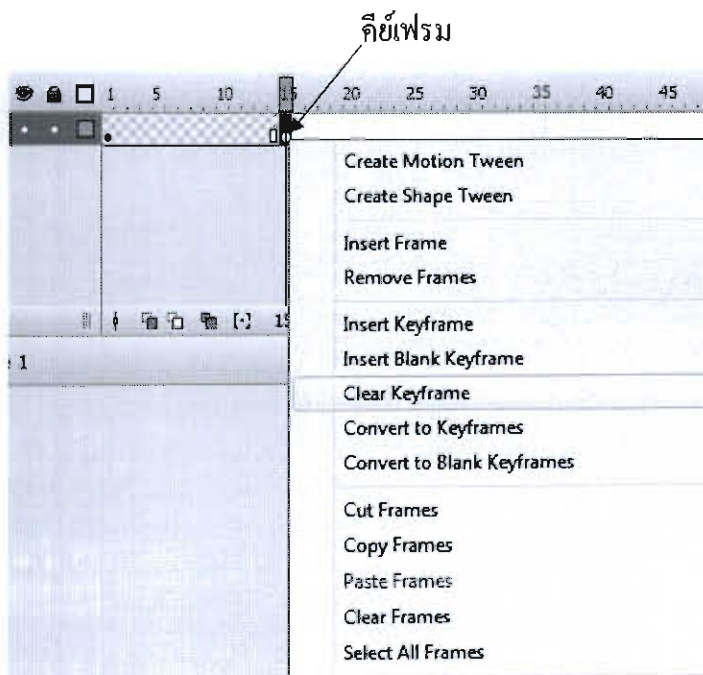 คีย์เฟรม
1 5 10 15 20 25 30 35 40 45
Create Motion Tween
Create Shape Tween
Insert Frame
Remove Frames
Insert Keyframe
15
Insert Blank Keyframe
1
Clear Keyframe
Convert to Keyframes
Convert to Blank Keyframes
Cut Frames
Copy Frames
Paste Frames
Clear Frames
Select All Frames